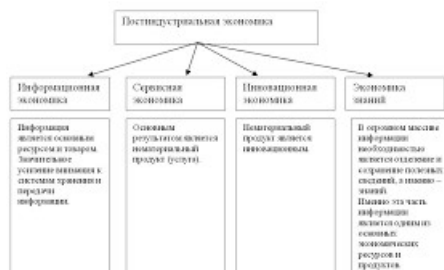 Постиндустриальная экономика
Информационная
экономика
Сервисная
экономика
Инновационная
экономика
Экономика
знаний
Информация
является основным
ресурсом и товаром.
Значительное
усиление внимания к
системам хранения и
передачи
информации.
Основным
результатом является
нематериальный
продукт (услуга).
Нематериальный
продукт является
инновационным.
В огромном массиве
информации
необходимостью
является отделение и
сохранение полезных
сведений, а именно –
знаний.
Именно эта часть
информации
является одним из
основных
экономических
ресурсов и
продуктов.